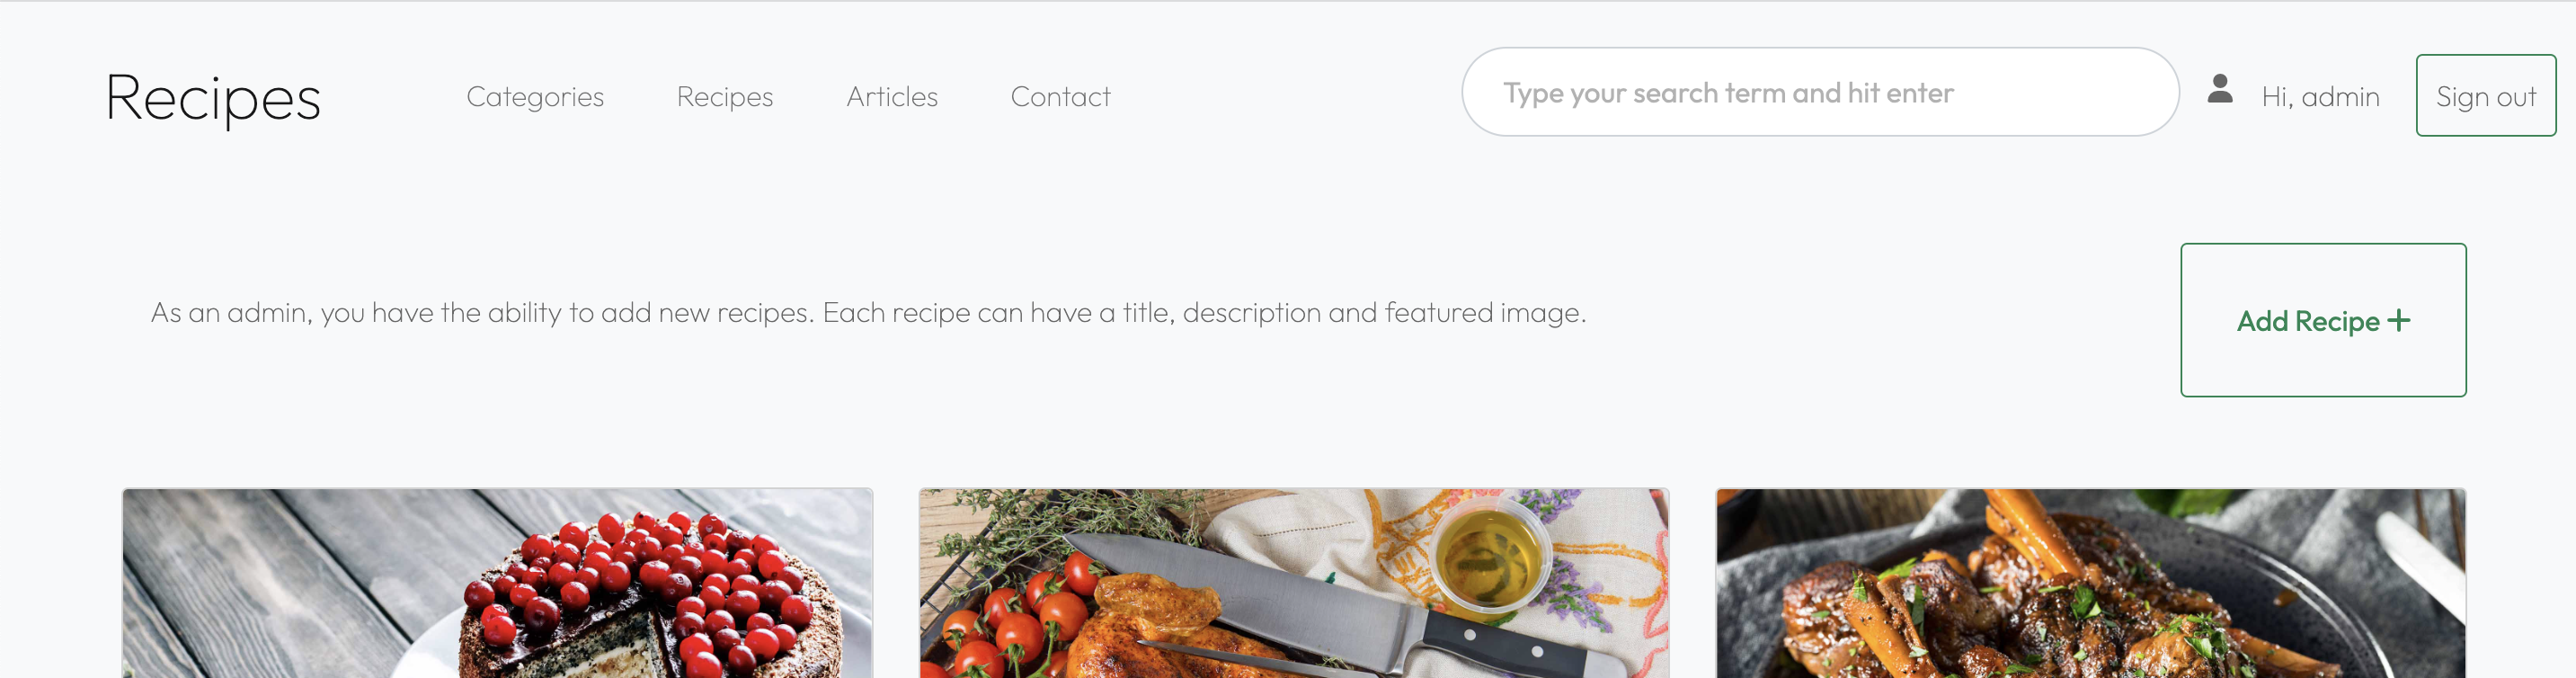 Recipes
Categories
Recipes
Articles
Contact
Type your search term and hit enter
Hi, admin
Sign out
As an admin, you have the ability to add new recipes. Each recipe can have a title, description and featured image.
Add Recipe +